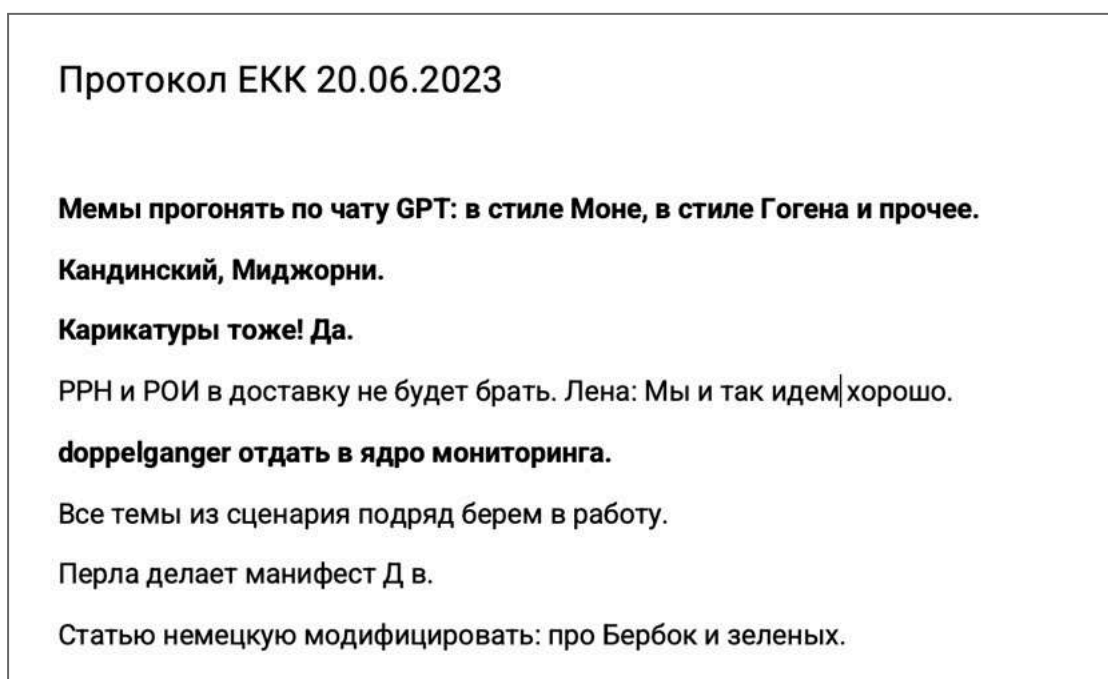 Протокол ЕКК 20.06.2023
Мемы прогонять по чату GPT: в стиле Моне, в стиле Гогена и прочее.
Кандинский, Миджорни.
Карикатуры тоже! Да.
РРН и РОИ в доставку не будет брать. Лена: Мы и так идем хорошо.
doppelganger отдать в ядро мониторинга.
Все темы из сценария подряд берем в работу.
Перла делает манифест Д в.
Статью немецкую модифицировать: про Бербок и зеленых.